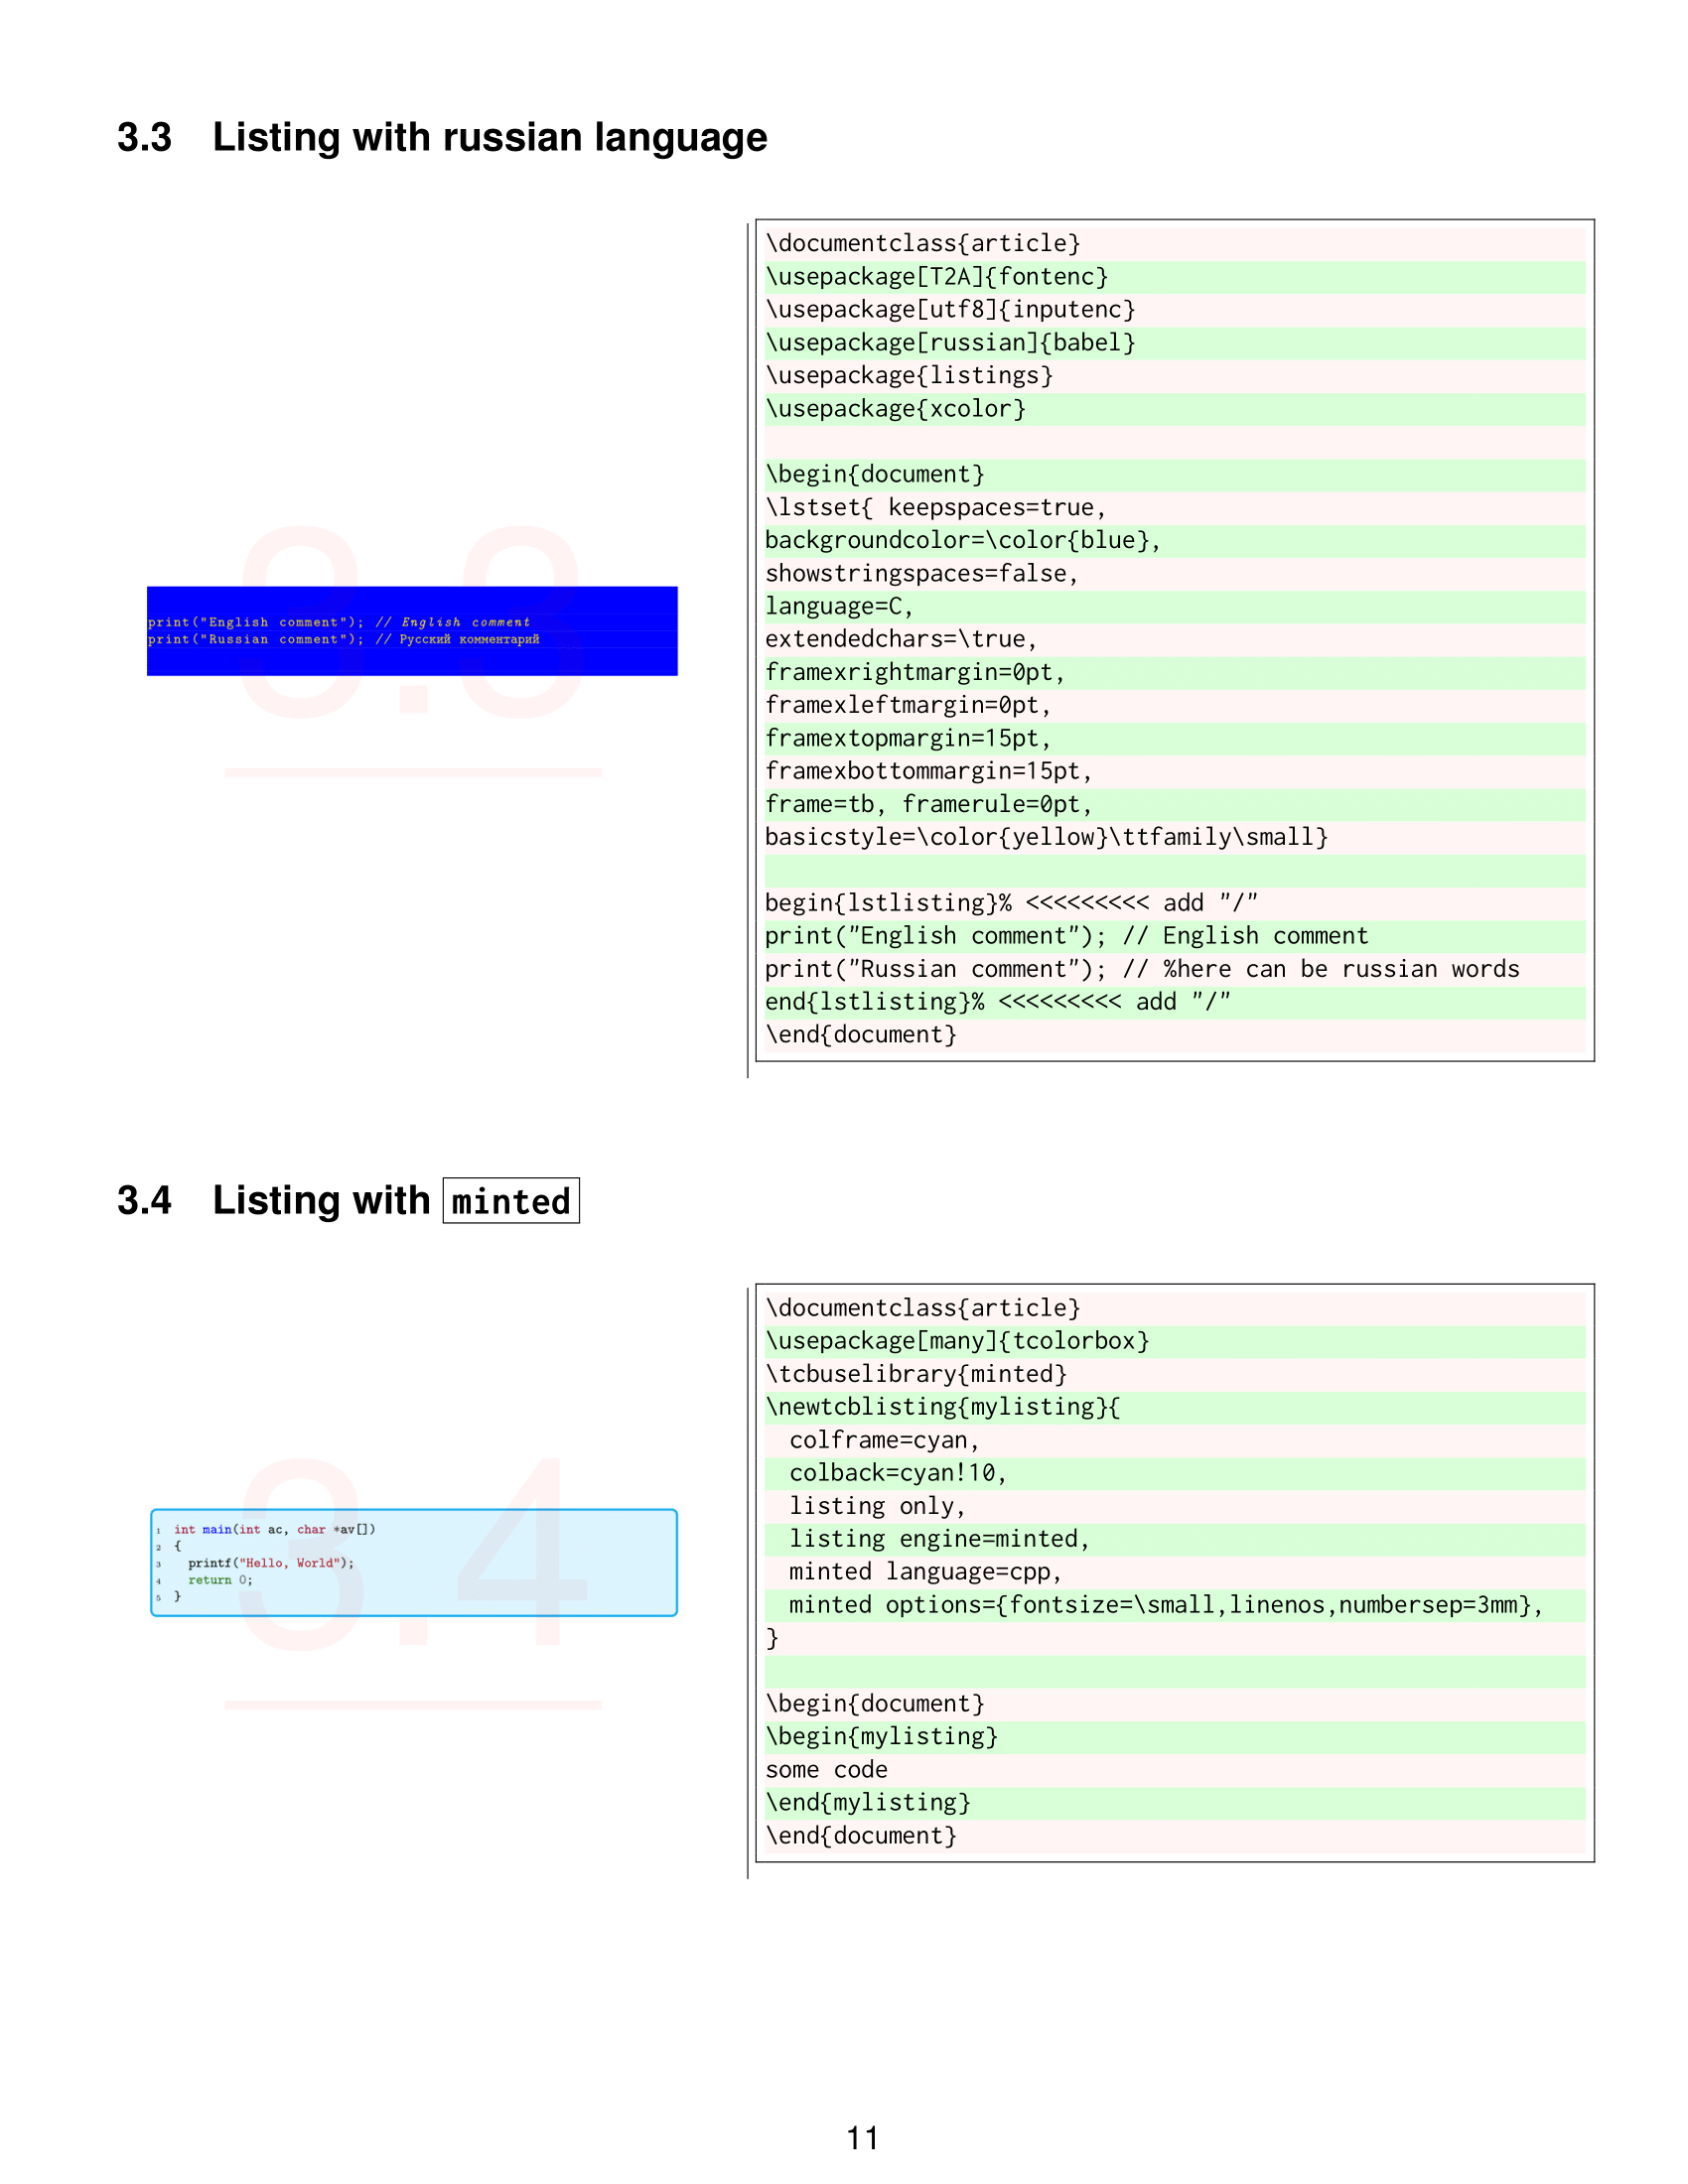 3.3 Listing with russian language
3.3
print("English comment"); // English comment
print("Russian comment"); // Русский комментарий
\documentclass{article}
\usepackage[T2A]{fontenc}
\usepackage[utf8]{inputenc}
\usepackage[russian]{babel}
\usepackage{listings}
\usepackage{xcolor}
\begin{document}
\lstset{ keepspaces=true,
backgroundcolor=\color{blue},
showstringspaces=false,
language=C,
extendedchars=\true,
framexrightmargin=0pt,
framexleftmargin=0pt,
framextopmargin=15pt,
framexbottommargin=15pt,
frame=tb, framerule=0pt,
basicstyle=\color{yellow}\ttfamily\small}
begin{lstlisting}% <<<<<<<<< add "/"
print("English comment"); // English comment
print("Russian comment"); // %here can be russian words
end{lstlisting}% <<<<<<<<< add "/"
\end{document}
3.4 Listing with minted
3.4
1 int main(int ac, char *av[])
2 {
3 printf("Hello, World");
4 return 0;
5 }
\documentclass{article}
\usepackage[many]{tcolorbox}
\tcbuselibrary{minted}
\newtcblisting{mylisting}{
colframe=cyan,
colback=cyan!10,
listing only,
listing engine=minted,
minted language=cpp,
minted options={fontsize=\small,linenos,numbersep=3mm},
}
\begin{document}
\begin{mylisting}
some code
\end{mylisting}
\end{document}
11